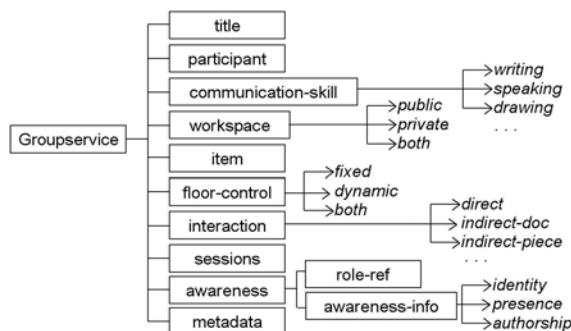 title
participant
communication-skill
writing
speaking
drawing
. . .
Groupservice
workspace
public
private
both
item
floor-control
fixed
dynamic
both
interaction
direct
indirect-doc
indirect-piece
. . .
sessions
awareness
role-ref
awareness-info
identity
presence
authorship
metadata